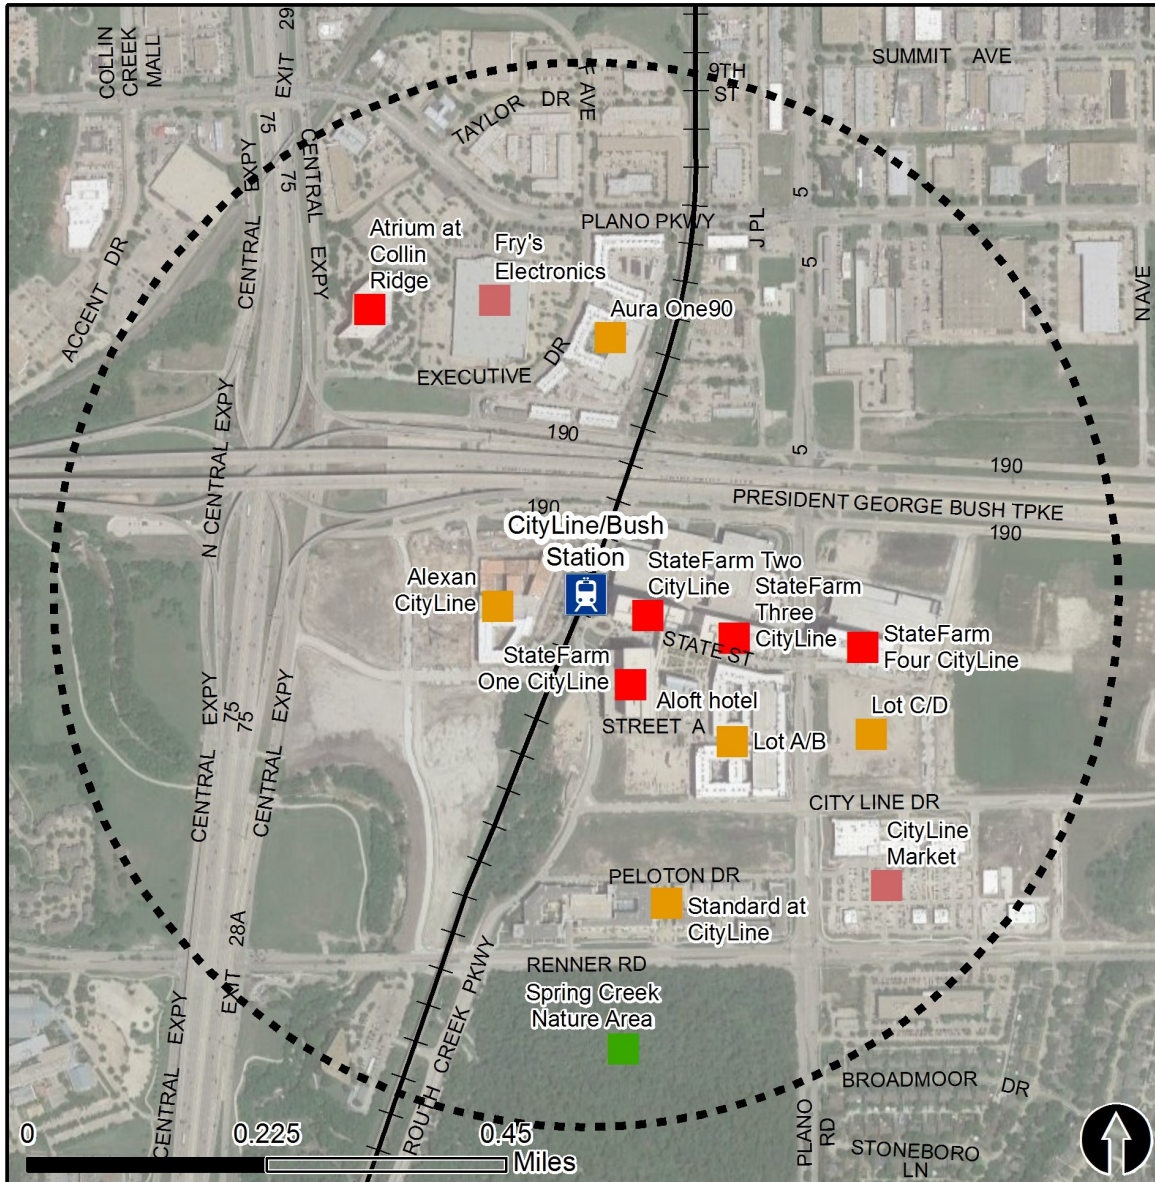 COLLIN
CREEK
MALL
EXIT 29
SUMMIT AVE
9TH
ST
F AVE
TAYLOR DR
75
CENTRAL EXPY
75
CENTRAL EXPY
5
PLANO PKWY
J PL
ACCENT DR
Atrium at
Collin
Ridge
Fry's
Electronics
5
N AVE
Aura One90
EXECUTIVE DR
N CENTRAL EXPY
190
5
190
PRESIDENT GEORGE BUSH TPKE
190
190
CityLine/Bush
Station
Alexan
CityLine
StateFarm Two
CityLine
StateFarm
Three
CityLine
StateFarm
Four CityLine
STATE ST
StateFarm
One CityLine
Aloft hotel
STREET A
Lot A/B
Lot C/D
CENTRAL EXPY
75
75
CENTRAL EXPY
CITY LINE DR
CityLine
Market
PELOTON DR
Standard at
CityLine
EXIT 28A
RENNER RD
Spring Creek
Nature Area
ROUTH CREEK PKWY
CENTRAL EXPY
BROADMOOR DR
PLANO
RD
STONEBORO
LN
0 0.225 0.45
Miles